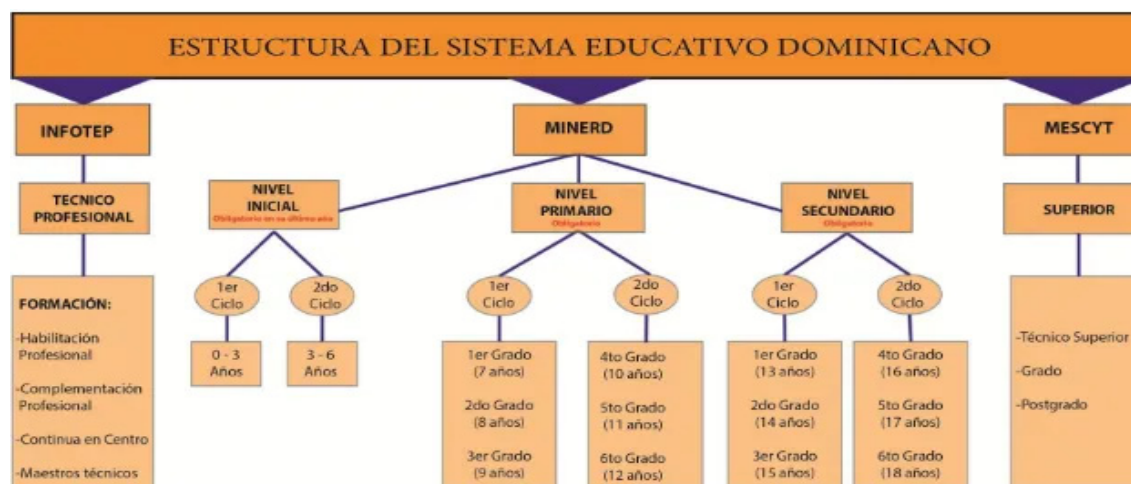 ESTRUCTURA DEL SISTEMA EDUCATIVO DOMINICANO
INFOTEP
MINERD
MESCYT
TECNICO
PROFESIONAL
NIVEL
INICIAL
Obligatorio en su último año
NIVEL
PRIMARIO
Obligatorio
NIVEL
SECUNDARIO
Obligatorio
SUPERIOR
FORMACIÓN:
-Habilitación
Profesional
-Complementación
Profesional
-Continua en Centro
-Maestros técnicos
1er
Ciclo
2do
Ciclo
0 - 3
Años
3 - 6
Años
1er
Ciclo
2do
Ciclo
1er Grado
(7 años)
2do Grado
(8 años)
3er Grado
(9 años)
4to Grado
(10 años)
5to Grado
(11 años)
6to Grado
(12 años)
1er
Ciclo
2do
Ciclo
1er Grado
(13 años)
2do Grado
(14 años)
3er Grado
(15 años)
4to Grado
(16 años)
5to Grado
(17 años)
6to Grado
(18 años)
-Técnico Superior
-Grado
-Postgrado